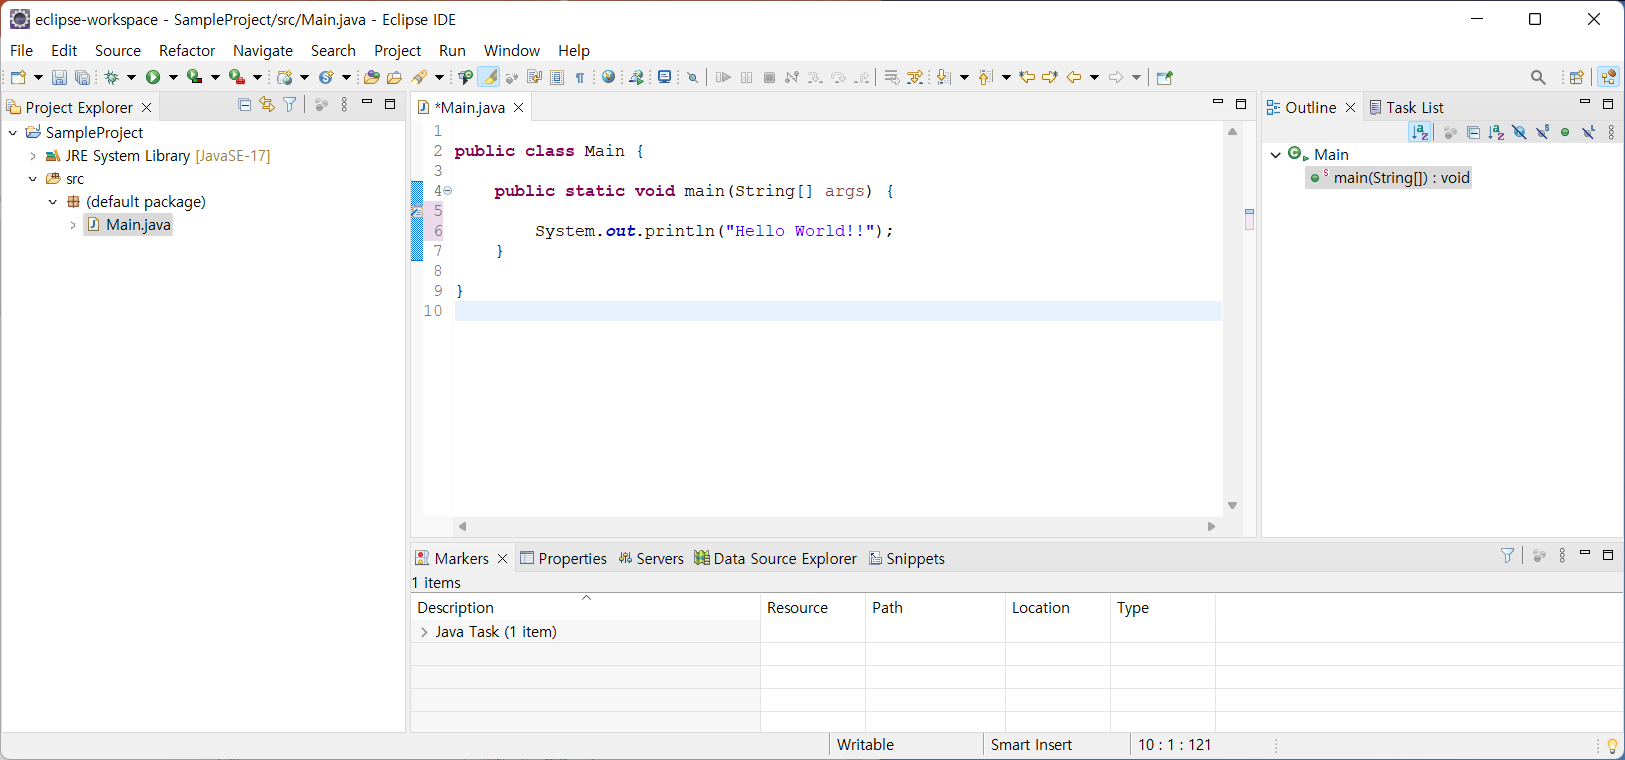 eclipse-workspace - SampleProject/src/Main.java - Eclipse IDE
File Edit Source Refactor Navigate Search Project Run Window Help
Project Explorer
SampleProject
JRE System Library [JavaSE-17]
src
(default package)
Main.java
*Main.java
1
2 public class Main {
3
4 public static void main(String[] args) {
5
6 System.out.println("Hello World!!");
7 }
8
9 }
10
Outline Task List
Main
main(String[]) : void
Markers Properties Servers Data Source Explorer Snippets
1 items
Description Resource Path Location Type
Java Task (1 item)
Writable Smart Insert 10 : 1 : 121